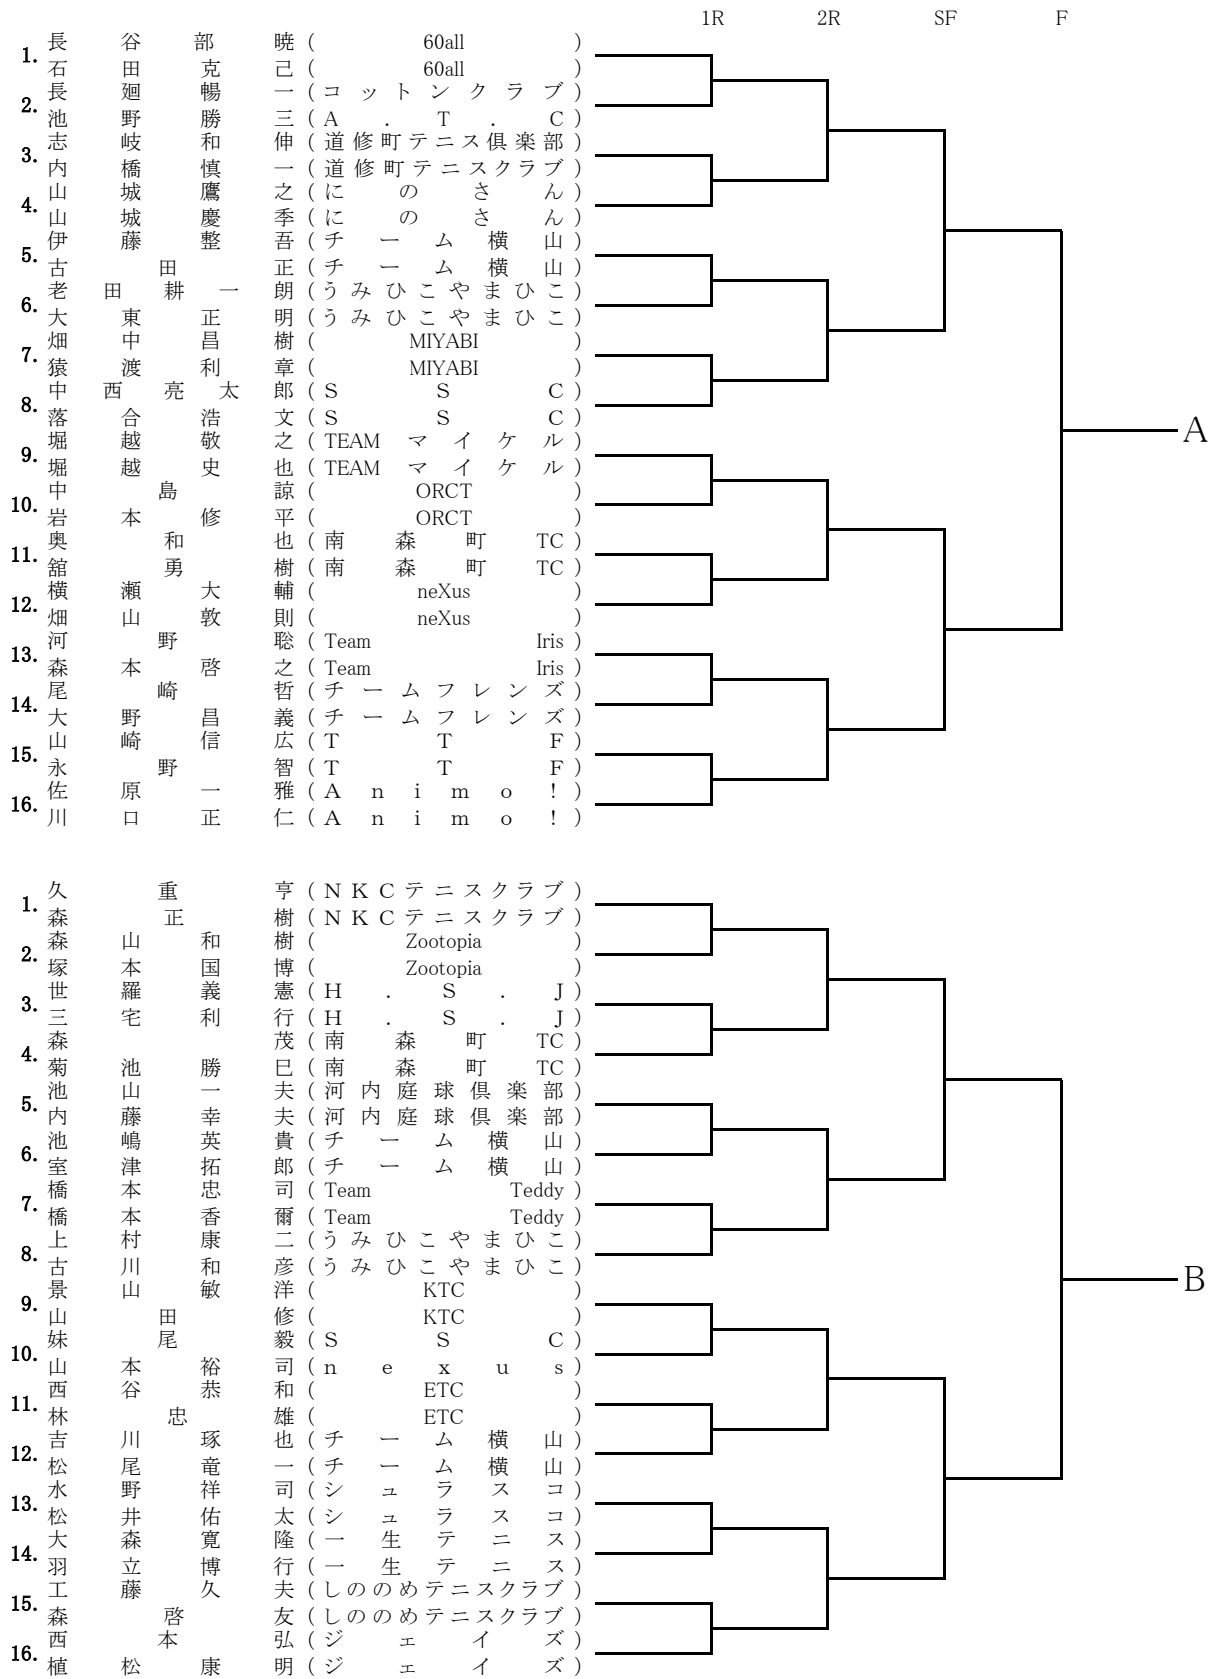 1R 2R SF F
1.
長谷部暁(60all)
石田克己(60all)
2.
長廻暢一(コットンクラブ)
池野勝三(A.T.C)
3.
志岐和伸(道修町テニス倶楽部)
内橋慎一(道修町テニスクラブ)
4.
山城鷹之(にのさん)
山城慶季(にのさん)
5.
伊藤整吾(チーム横山)
古田正(チーム横山)
6.
老田耕一朗(うみひこやまひこ)
大東正明(うみひこやまひこ)
7.
畑中昌樹(MIYABI)
猿渡利章(MIYABI)
8.
中西亮太郎(SSC)
落合浩文(SSC)
9.
堀越敬之(TEAMマイケル)
堀越史也(TEAMマイケル)
10.
中島諒(ORCT)
岩本修平(ORCT)
11.
奥和也(南森町TC)
舘勇樹(南森町TC)
12.
横瀬大輔(neXus)
畑山敦則(neXus)
13.
河野聡(Team Iris)
森本啓之(Team Iris)
14.
尾崎哲(チームフレンズ)
大野昌義(チームフレンズ)
15.
山崎信広(TTF)
永野智(TTF)
16.
佐原一雅(Animo!)
川口正仁(Animo!)
A
1.
久重亨(NKCテニスクラブ)
森正樹(NKCテニスクラブ)
2.
森山和樹(Zootopia)
塚本国博(Zootopia)
3.
世羅義憲(H.S.J)
三宅利行(H.S.J)
4.
森茂(南森町TC)
菊池勝巳(南森町TC)
5.
池山一夫(河内庭球倶楽部)
内藤幸夫(河内庭球倶楽部)
6.
池嶋英貴(チーム横山)
室津拓郎(チーム横山)
7.
橋本忠司(Team Teddy)
橋本香爾(Team Teddy)
8.
上村康二(うみひこやまひこ)
古川和彦(うみひこやまひこ)
9.
景山敏洋(KTC)
山田修(KTC)
10.
妹尾毅(SSC)
山本裕司(nexus)
11.
西谷恭和(ETC)
林忠雄(ETC)
12.
吉川琢也(チーム横山)
松尾竜一(チーム横山)
13.
水野祥司(シュラスコ)
松井佑太(シュラスコ)
14.
大森寛隆(一生テニス)
羽立博行(一生テニス)
15.
工藤久夫(しののめテニスクラブ)
森啓友(しののめテニスクラブ)
16.
西本弘(ジェイズ)
植松康明(ジェイズ)
B